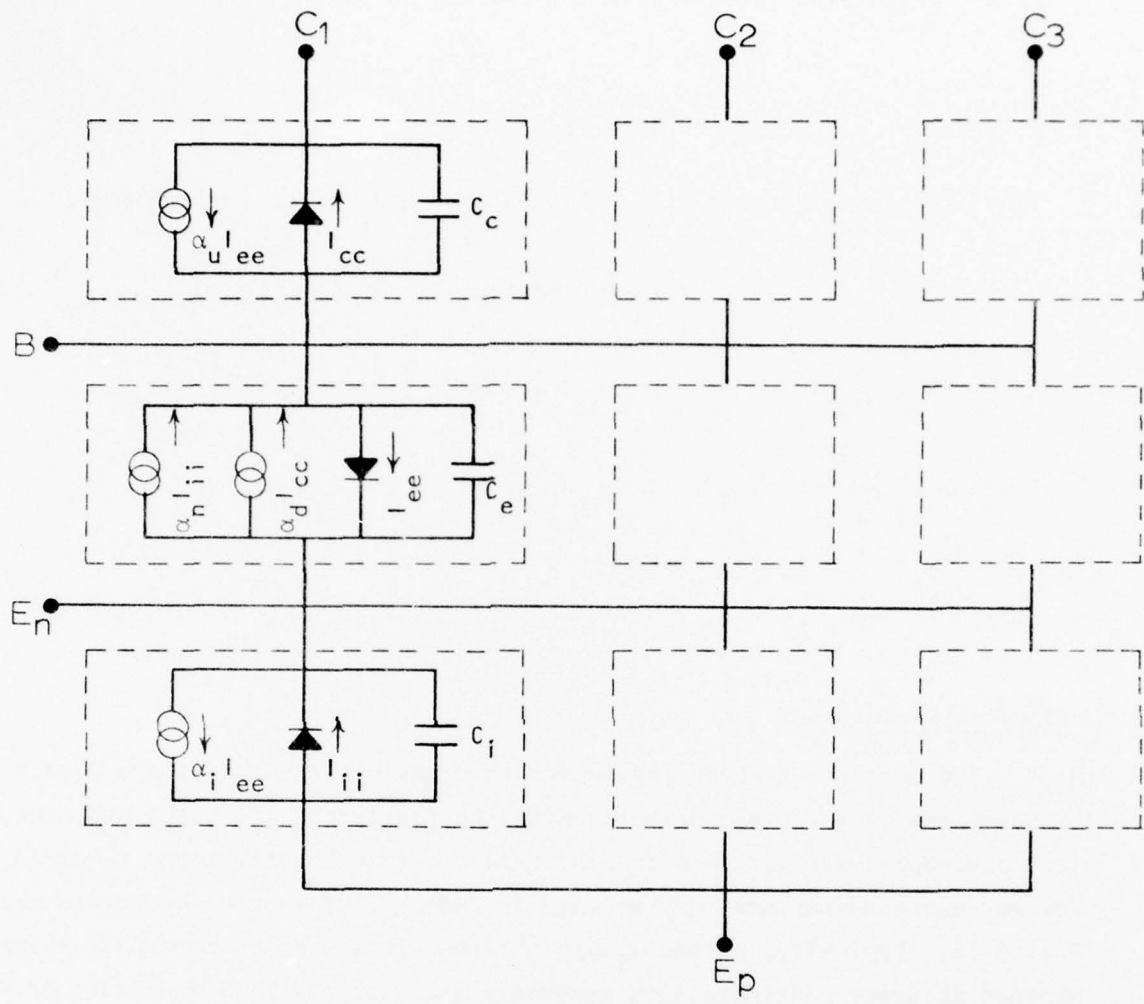 C1 C2 C3
αuIee Icc Cc
B
αnIii αdIcc Iee Ce
En
αiIee Iii Ci
Ep